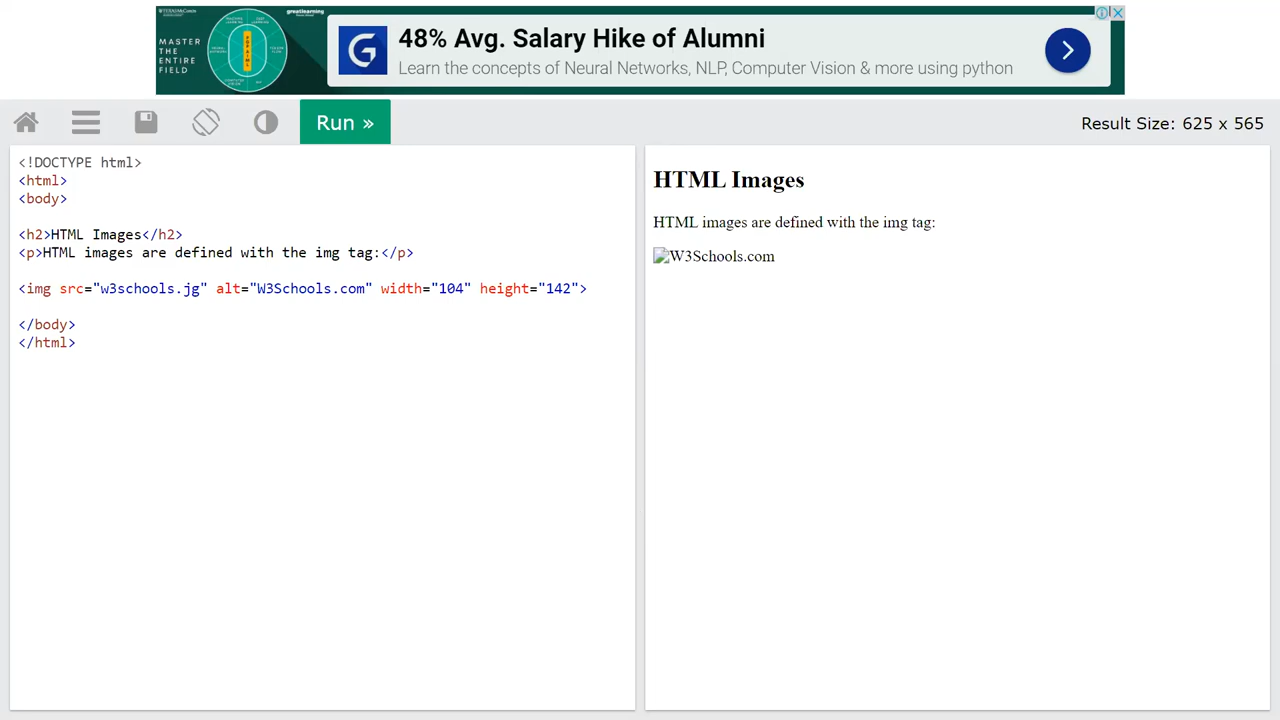 MASTER
THE
ENTIRE
FIELD
greatlearning
48% Avg. Salary Hike of Alumni
Learn the concepts of Neural Networks, NLP, Computer Vision & more using python
Run »
Result Size: 625 x 565
<!DOCTYPE html>
<html>
<body>
<h2>HTML Images</h2>
<p>HTML images are defined with the img tag:</p>
<img src="w3schools.jg" alt="W3Schools.com" width="104" height="142">
</body>
</html>
HTML Images
HTML images are defined with the img tag:
W3Schools.com